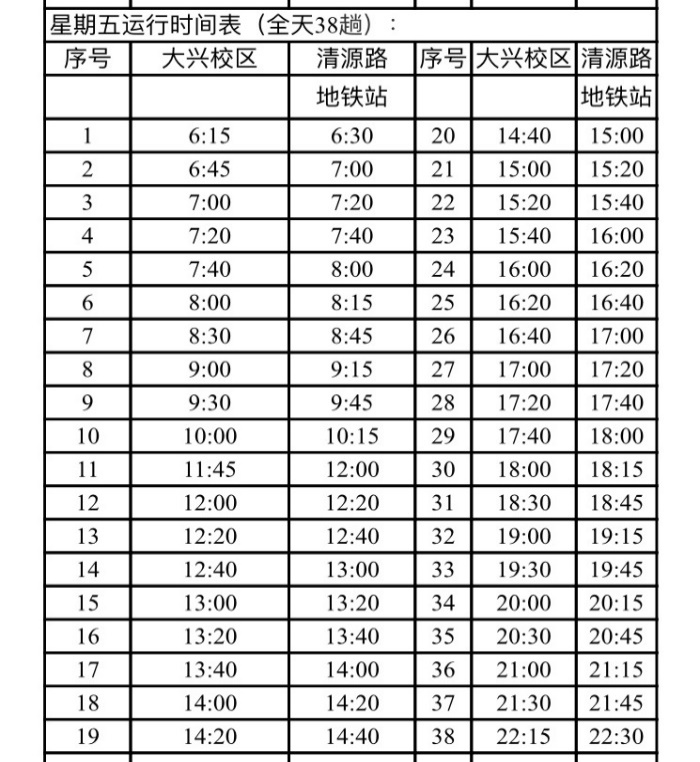 星期五运行时间表（全天38趟）：
序号 大兴校区 清源路 序号 大兴校区 清源路
地铁站 地铁站
1 6:15 6:30 20 14:40 15:00
2 6:45 7:00 21 15:00 15:20
3 7:00 7:20 22 15:20 15:40
4 7:20 7:40 23 15:40 16:00
5 7:40 8:00 24 16:00 16:20
6 8:00 8:15 25 16:20 16:40
7 8:30 8:45 26 16:40 17:00
8 9:00 9:15 27 17:00 17:20
9 9:30 9:45 28 17:20 17:40
10 10:00 10:15 29 17:40 18:00
11 11:45 12:00 30 18:00 18:15
12 12:00 12:20 31 18:30 18:45
13 12:20 12:40 32 19:00 19:15
14 12:40 13:00 33 19:30 19:45
15 13:00 13:20 34 20:00 20:15
16 13:20 13:40 35 20:30 20:45
17 13:40 14:00 36 21:00 21:15
18 14:00 14:20 37 21:30 21:45
19 14:20 14:40 38 22:15 22:30